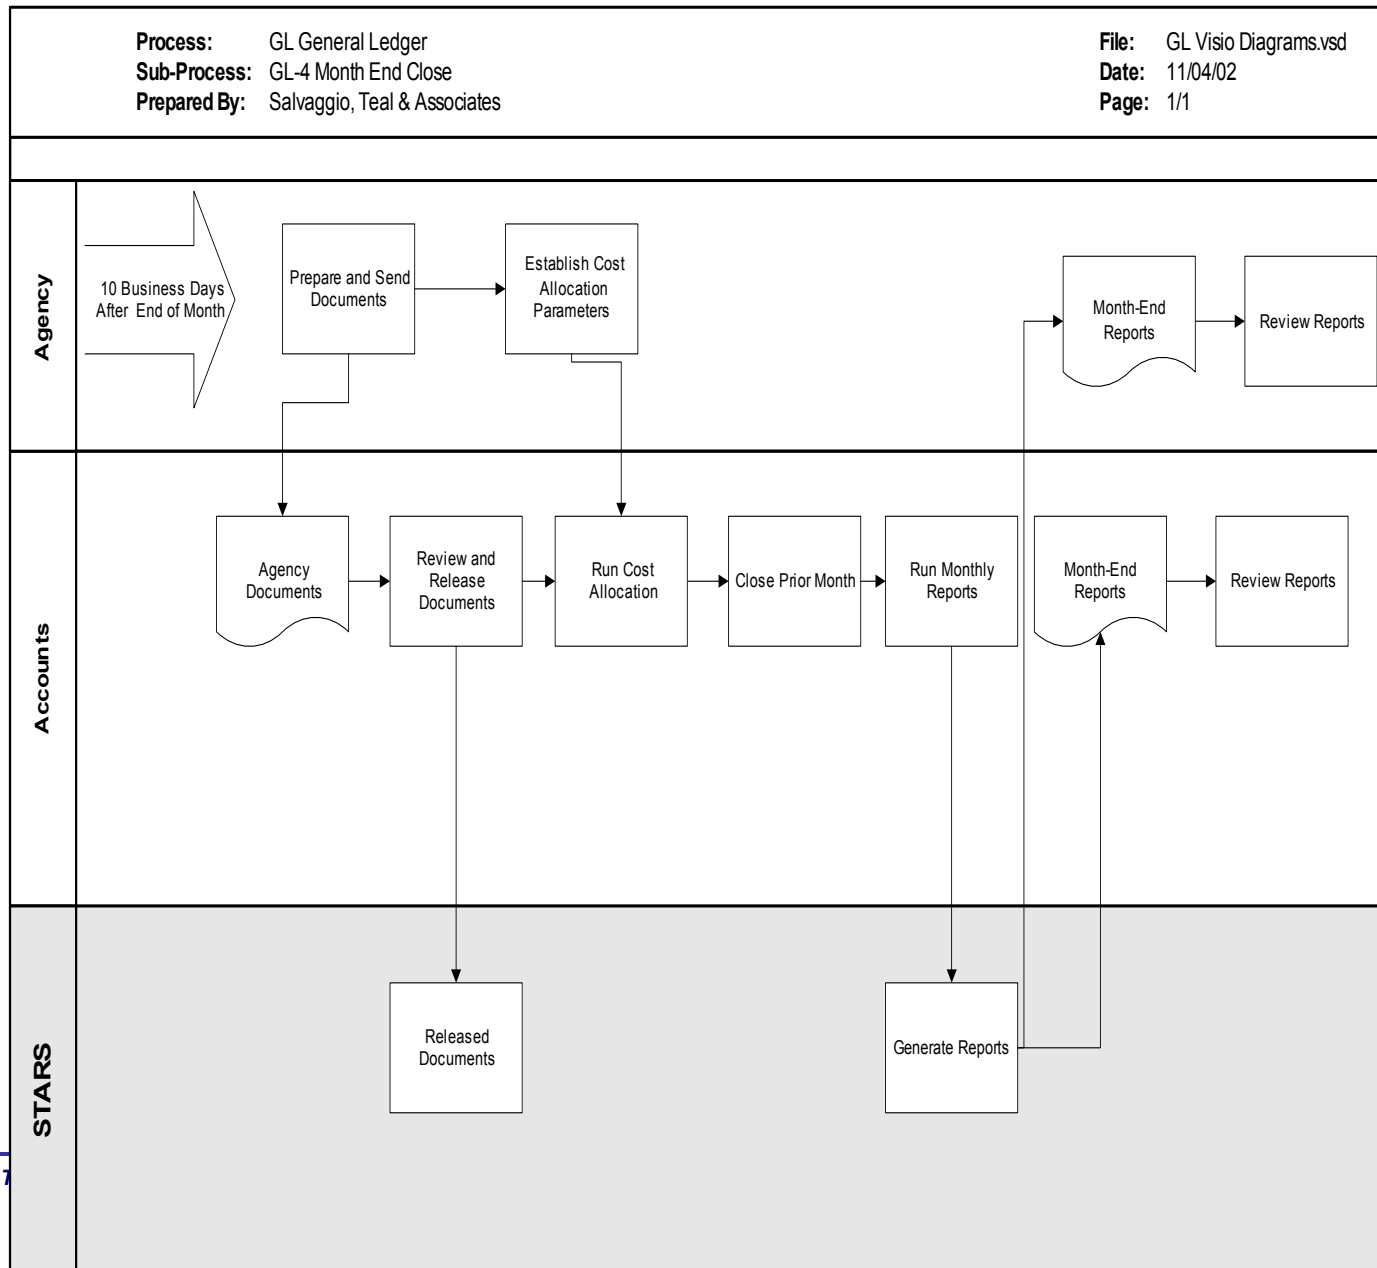 Process: GL General Ledger
File: GL Visio Diagrams.vsd
Sub-Process: GL-4 Month End Close
Date: 11/04/02
Prepared By: Salvaggio, Teal & Associates
Page: 1/1
Agency
10 Business Days
After End of Month
Prepare and Send
Documents
Establish Cost
Allocation
Parameters
Month-End
Reports
Review Reports
Accounts
Agency
Documents
Review and
Release
Documents
Run Cost
Allocation
Close Prior Month
Run Monthly
Reports
Month-End
Reports
Review Reports
STARS
Released
Documents
Generate Reports